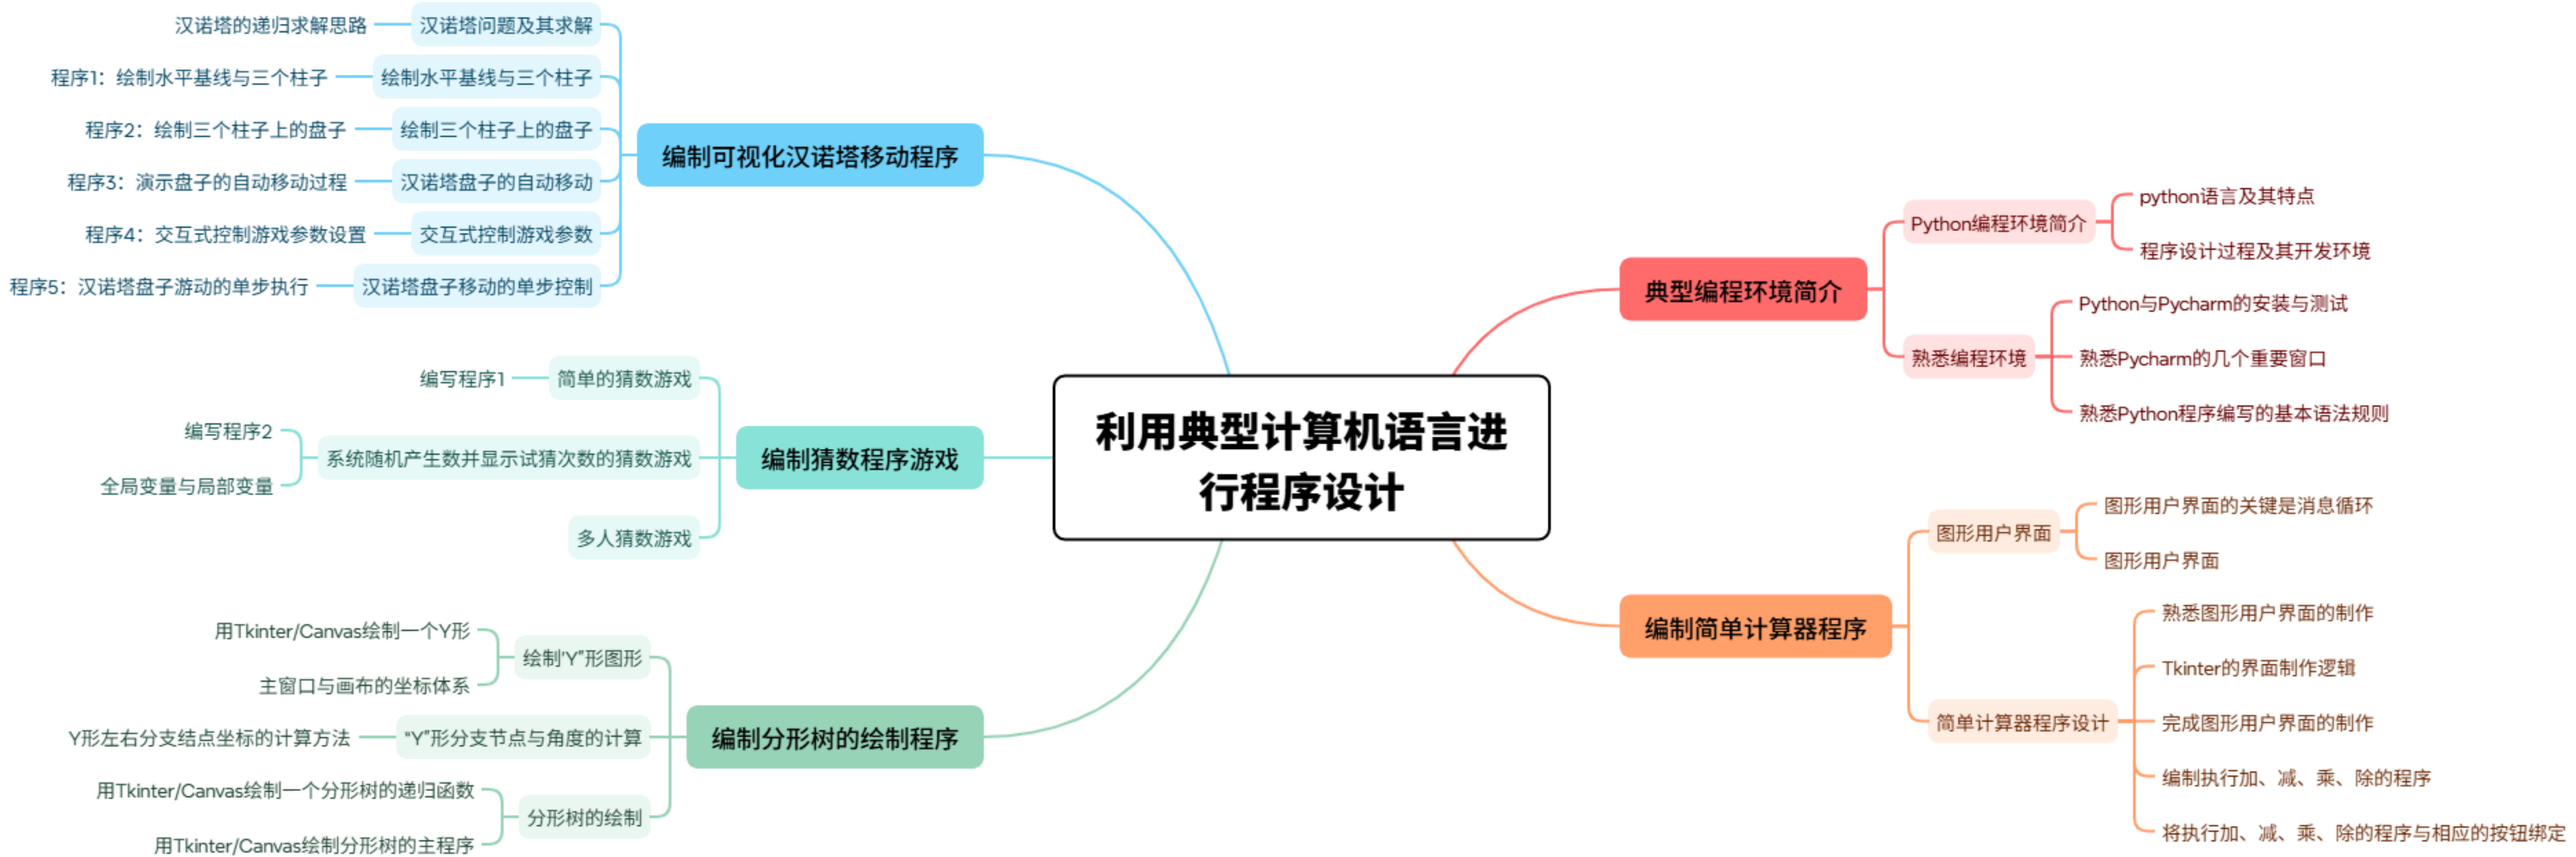 利用典型计算机语言进
行程序设计
典型编程环境简介
Python编程环境简介
python语言及其特点
程序设计过程及其开发环境
熟悉编程环境
Python与Pycharm的安装与测试
熟悉Pycharm的几个重要窗口
熟悉Python程序编写的基本语法规则
编制简单计算器程序
图形用户界面
图形用户界面的关键是消息循环
图形用户界面
简单计算器程序设计
熟悉图形用户界面的制作
Tkinter的界面制作逻辑
完成图形用户界面的制作
编制执行加、减、乘、除的程序
将执行加、减、乘、除的程序与相应的按钮绑定
编制可视化汉诺塔移动程序
汉诺塔问题及其求解
汉诺塔的递归求解思路
绘制水平基线与三个柱子
程序1：绘制水平基线与三个柱子
绘制三个柱子上的盘子
程序2：绘制三个柱子上的盘子
汉诺塔盘子的自动移动
程序3：演示盘子的自动移动过程
交互式控制游戏参数
程序4：交互式控制游戏参数设置
汉诺塔盘子移动的单步控制
程序5：汉诺塔盘子游动的单步执行
编制猜数程序游戏
简单的猜数游戏
编写程序1
系统随机产生数并显示试猜次数的猜数游戏
编写程序2
全局变量与局部变量
多人猜数游戏
编制分形树的绘制程序
绘制'Y”形图形
用Tkinter/Canvas绘制一个Y形
主窗口与画布的坐标体系
“Y”形分支节点与角度的计算
Y形左右分支结点坐标的计算方法
分形树的绘制
用Tkinter/Canvas绘制一个分形树的递归函数
用Tkinter/Canvas绘制分形树的主程序